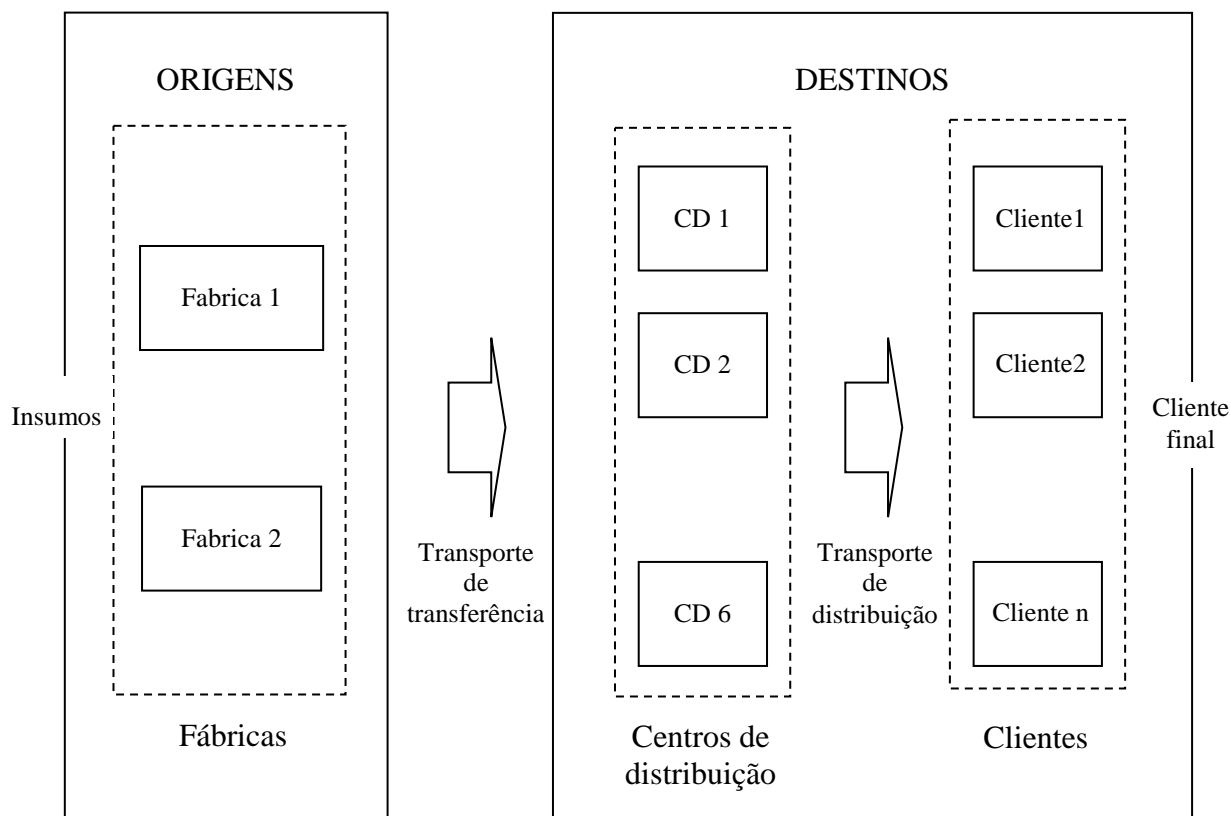 ORIGENS
DESTINOS
Insumos
Fabrica 1
Fabrica 2
Fábricas
Transporte
de
transferência
CD 1
CD 2
CD 6
Centros de
distribuição
Transporte
de
distribuição
Cliente1
Cliente2
Cliente n
Clientes
Cliente
final